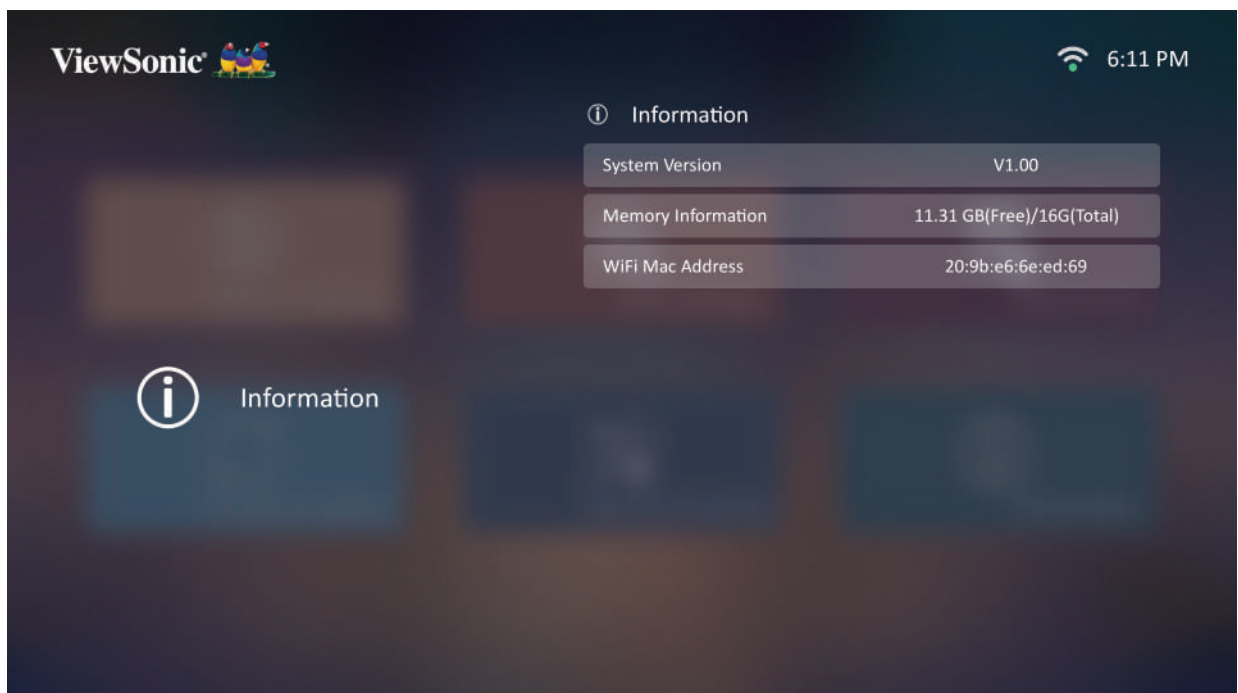 ViewSonic
6:11 PM
Information
System Version V1.00
Memory Information 11.31 GB(Free)/16G(Total)
WiFi Mac Address 20:9b:e6:6e:ed:69
Information